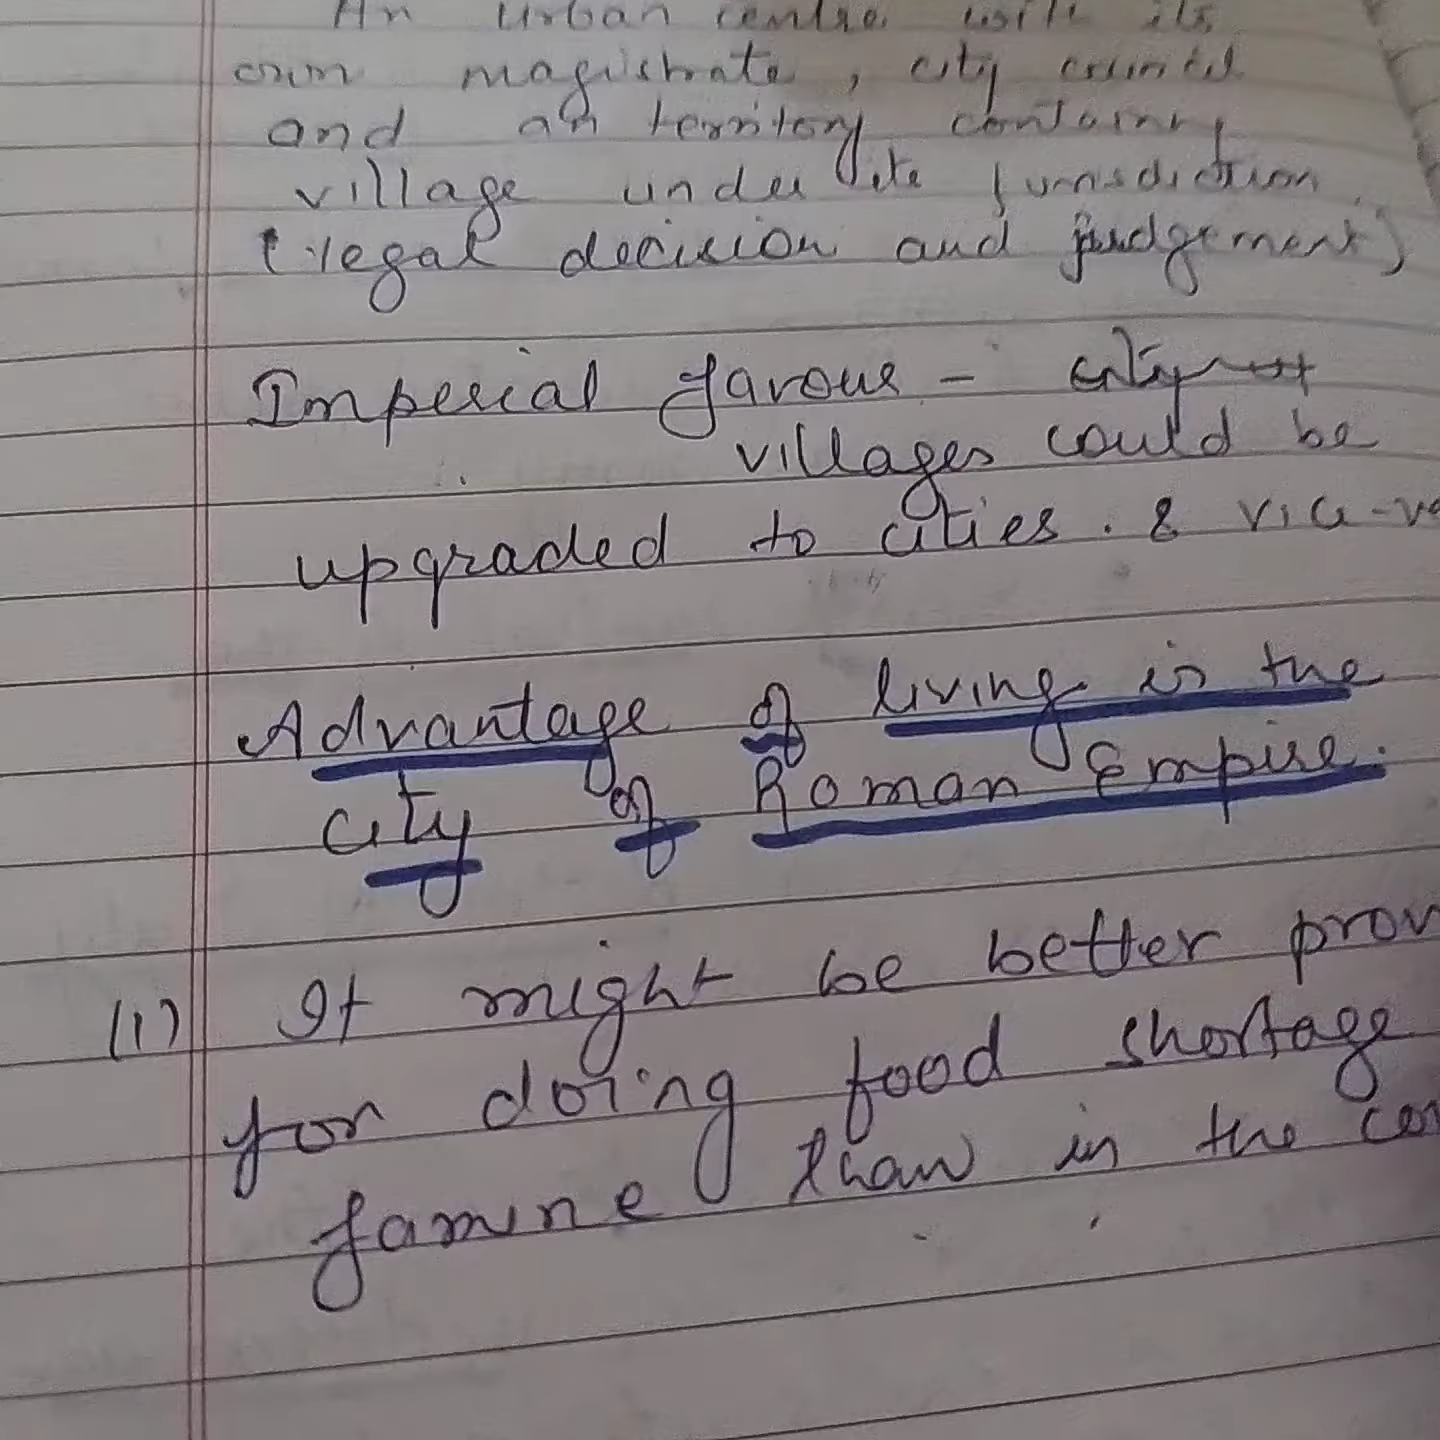 An urban centre with its
own magistrate, city council
and an territory containing
village under its jurisdiction
(legal decision and judgement)
Imperial favous -
villages could be
upgraded to cities. & vice-ve
Advantage of living in the
city of Roman Empire.
(1) It might be better prov
for doing food shortage
famine than in the co